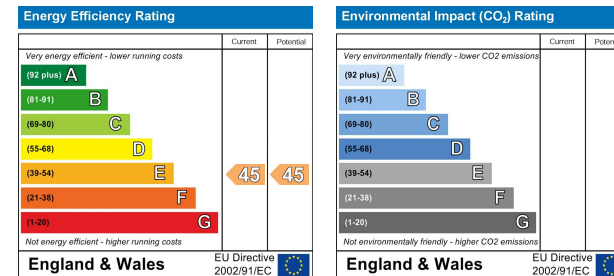 Energy Efficiency Rating
Current Potential
Very energy efficient - lower running costs
(92 plus) A
(81-91) B
(69-80) C
(55-68) D
(39-54) E 45 45
(21-38) F
(1-20) G
Not energy efficient - higher running costs
England & Wales
EU Directive
2002/91/EC
Environmental Impact (CO₂) Rating
Current Poten
Very environmentally friendly - lower CO2 emissions
(92 plus) A
(81-91) B
(69-80) C
(55-68) D
(39-54) E
(21-38) F
(1-20) G
Not environmentally friendly - higher CO2 emissions
England & Wales
EU Directive
2002/91/EC